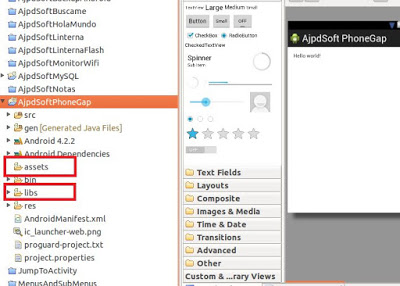 AjpdSoftBuscame
AjpdSoftHolaMundo
AjpdSoftLinterna
AjpdSoftLinternaFlash
AjpdSoftMonitorWifi
AjpdSoftMySQL
AjpdSoftNotas
AjpdSoftPhoneGap
src
gen [Generated Java Files]
Android 4.2.2
Android Dependencies
assets
bin
libs
res
AndroidManifest.xml
ic_launcher-web.png
proguard-project.txt
project.properties
JumpToActivity
MenusAndSubMenus
TextView Large Medium Small
Button Small OFF
CheckBox RadioButton
CheckedTextView
Spinner
Sub Item
Text Fields
Layouts
Composite
Images & Media
Time & Date
Transitions
Advanced
Other
Custom & ...rary Views
AjpdSoft PhoneGap
Hello world!